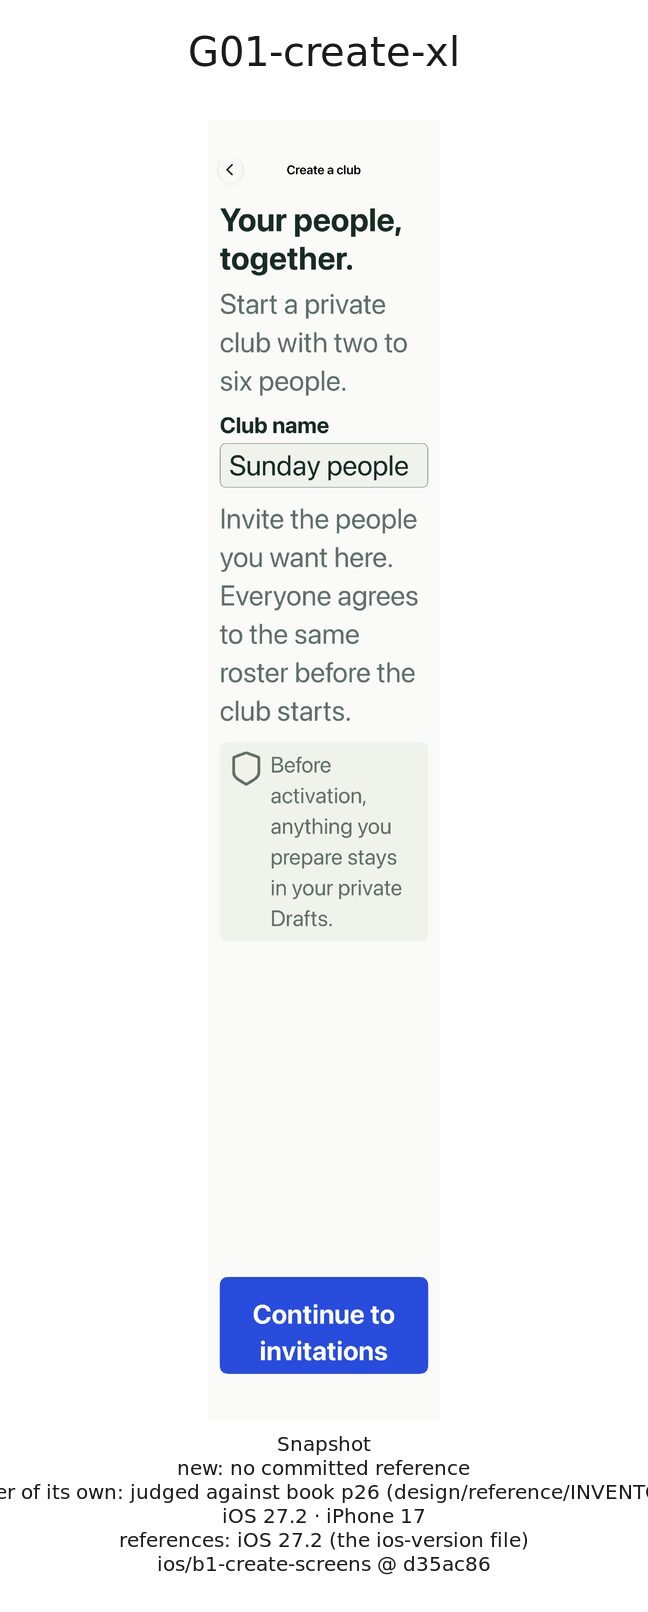 G01-create-xl
Create a club
Your people,
together.
Start a private
club with two to
six people.
Club name
Sunday people
Invite the people
you want here.
Everyone agrees
to the same
roster before the
club starts.
Before
activation,
anything you
prepare stays
in your private
Drafts.
Continue to
invitations
Snapshot
new: no committed reference
of its own: judged against book p26 (design/reference/
iOS 27.2 · iPhone 17
references: iOS 27.2 (the ios-version file)
ios/b1-create-screens @ d35ac86